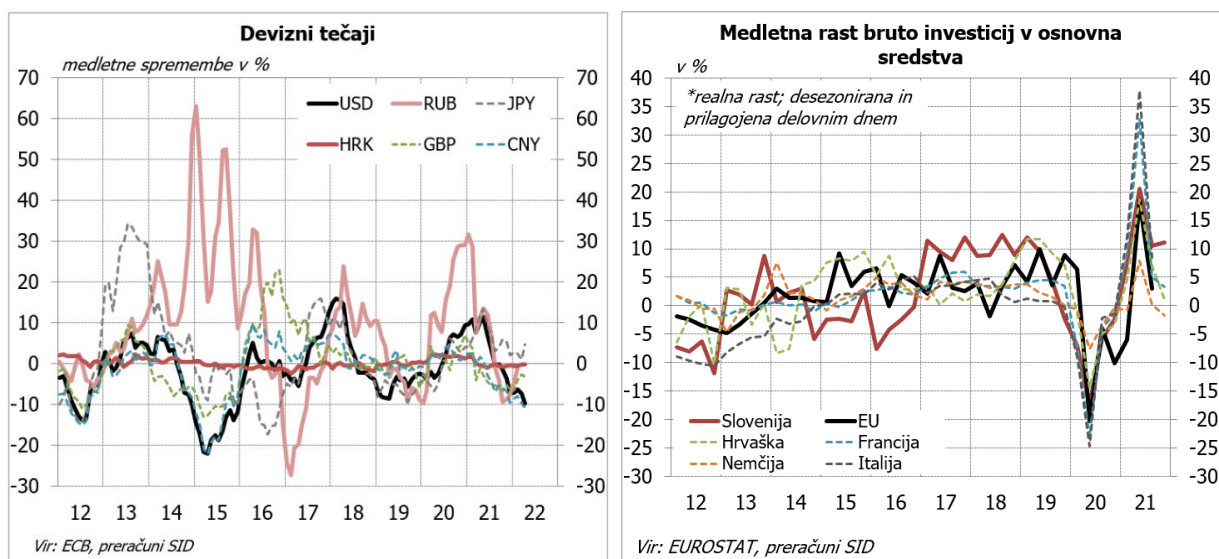 Devizni tečaji
medletne spremembe v %
70 70
60 60
50 50
40 40
30 30
20 20
10 10
0 0
-10 -10
-20 -20
-30 -30
USD RUB JPY
HRK GBP CNY
12 13 14 15 16 17 18 19 20 21 22
Vir: ECB, preračuni SID
Medletna rast bruto investicij v osnovna
sredstva
v %
*realna rast; desezonirana in
prilagojena delovnim dnem
40 40
35 35
30 30
25 25
20 20
15 15
10 10
5 5
0 0
-5 -5
-10 -10
-15 -15
-20 -20
-25 -25
-30 -30
Slovenija EU
Hrvaška Francija
Nemčija Italija
12 13 14 15 16 17 18 19 20 21
Vir: EUROSTAT, preračuni SID